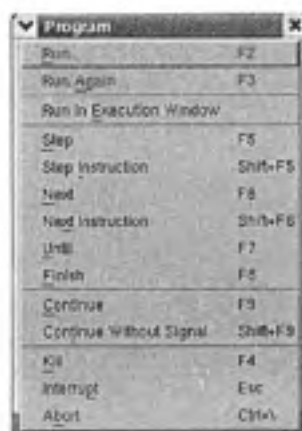 Program
Run... F2
Run Again F3
Run in Execution Window
Step F5
Step Instruction Shift+F5
Next F6
Next Instruction Shift+F6
Until F7
Finish F8
Continue F9
Continue Without Signal Shift+F9
Kill F4
Interrupt Esc
Abort Ctrl+\